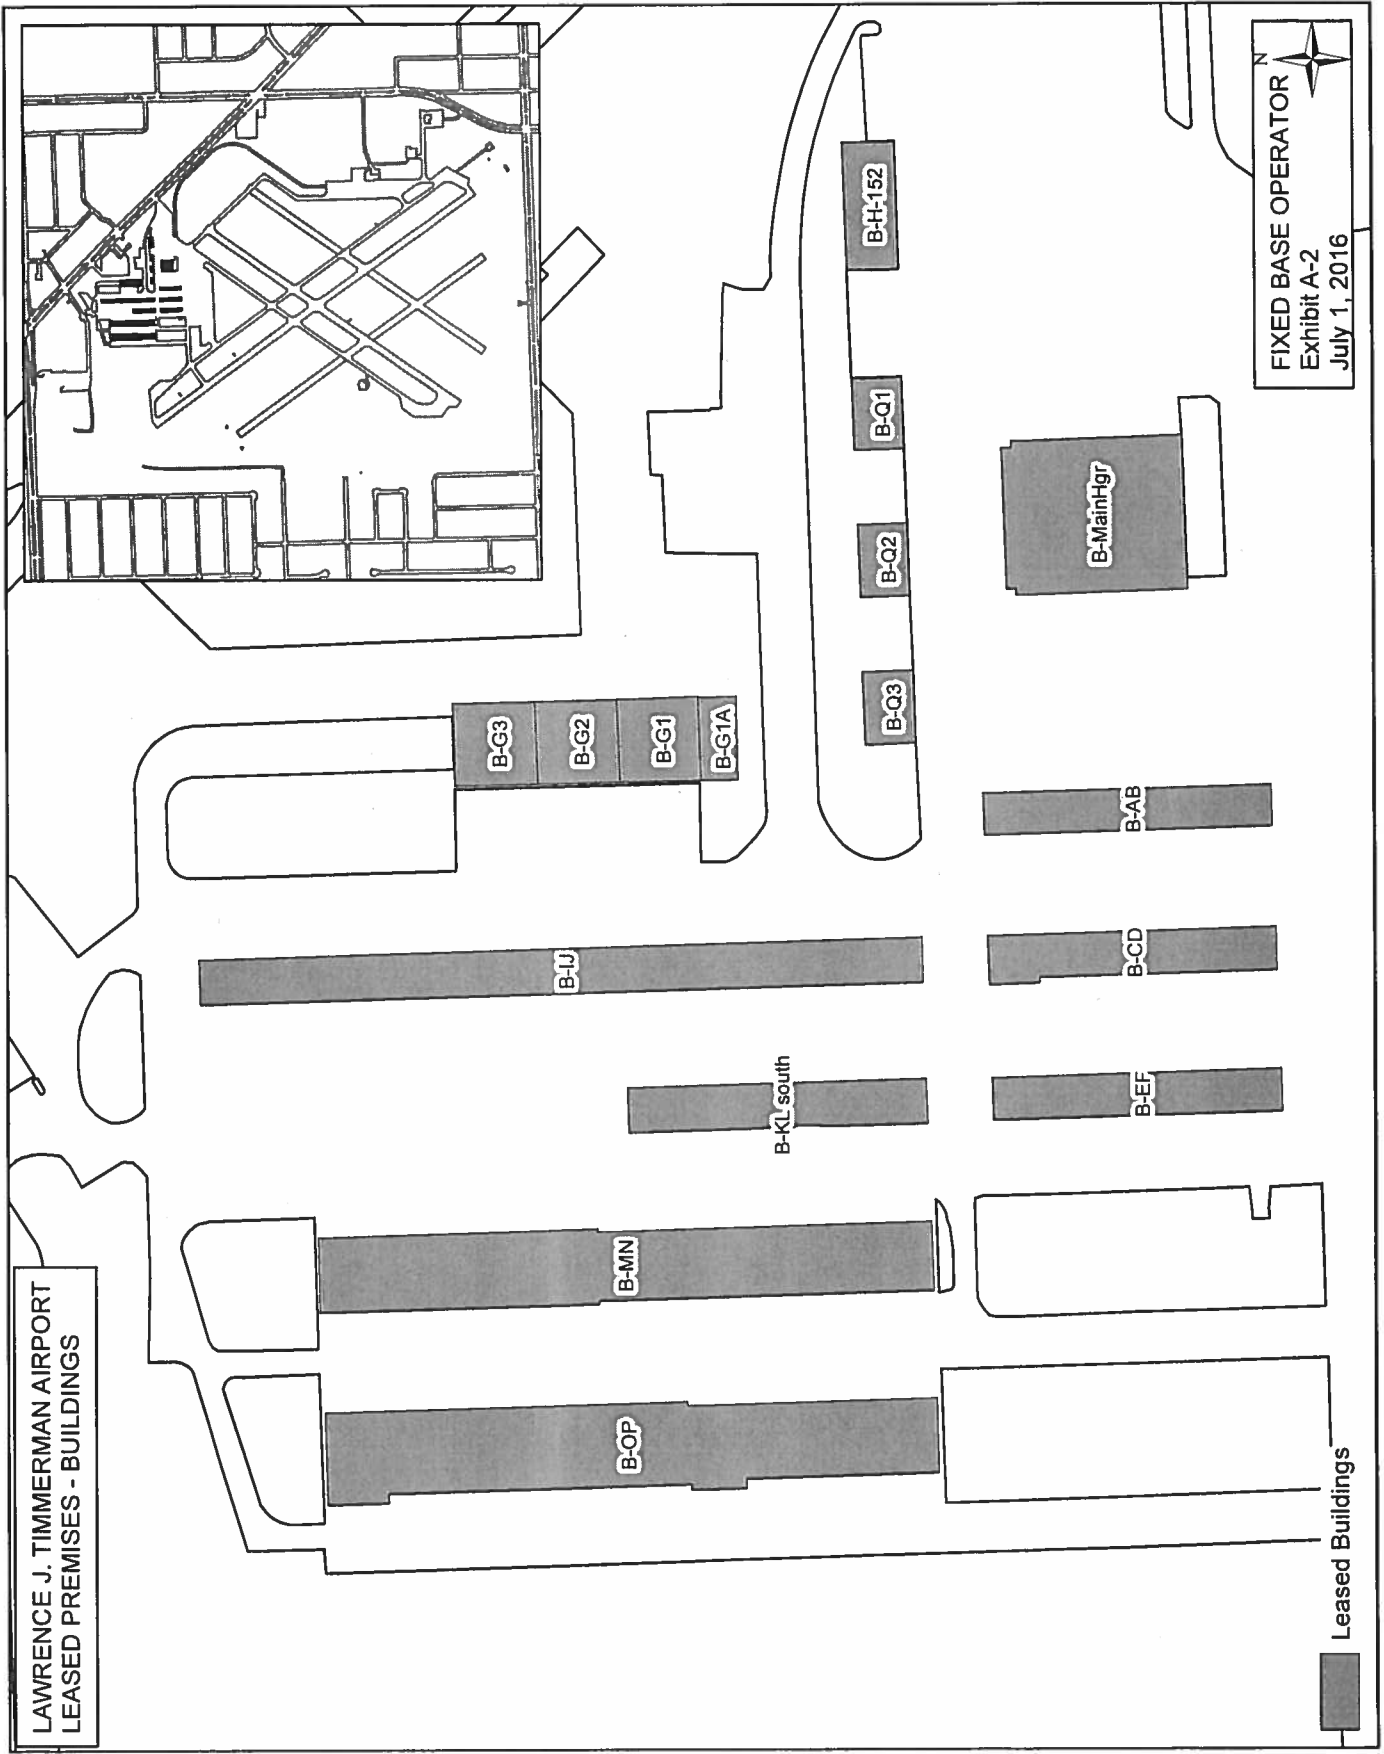 LAWRENCE J. TIMMERMAN AIRPORT
LEASED PREMISES - BUILDINGS
B-OP
B-MN
B-KL south
B-IJ
B-G3
B-G2
B-G1
B-G1A
B-EF
B-CD
B-AB
B-Q3
B-Q2
B-Q1
B-H-152
B-MainHgr
Leased Buildings
N
FIXED BASE OPERATOR
Exhibit A-2
July 1, 2016